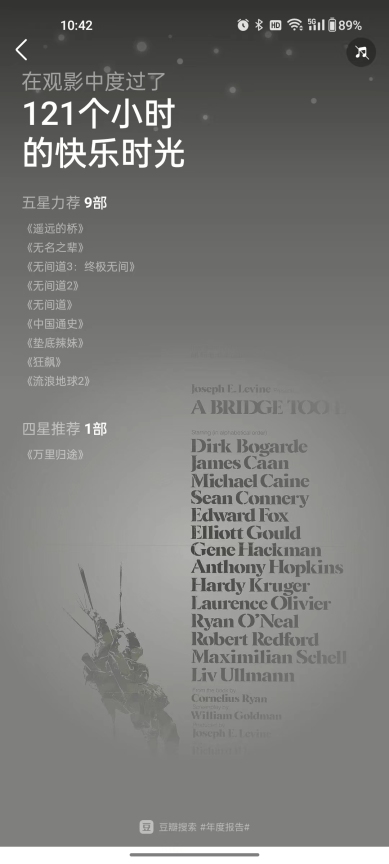 10:42
HD
5G
89%
在观影中度过了
121个小时
的快乐时光
五星力荐 9部
《遥远的桥》
《无名之辈》
《无间道3：终极无间》
《无间道2》
《无间道》
《中国通史》
《垫底辣妹》
《狂飙》
《流浪地球2》
四星推荐 1部
《万里归途》
Joseph E. Levine
A BRIDGE TOO
Dirk Bogarde
James Caan
Michael Caine
Sean Connery
Edward Fox
Elliott Gould
Gene Hackman
Anthony Hopkins
Hardy Kruger
Laurence Olivier
Ryan O'Neal
Robert Redford
Maximilian Schell
Liv Ullmann
Cornelius Ryan
William Goldman
Joseph E. Levine
豆 豆瓣搜索 #年度报告#